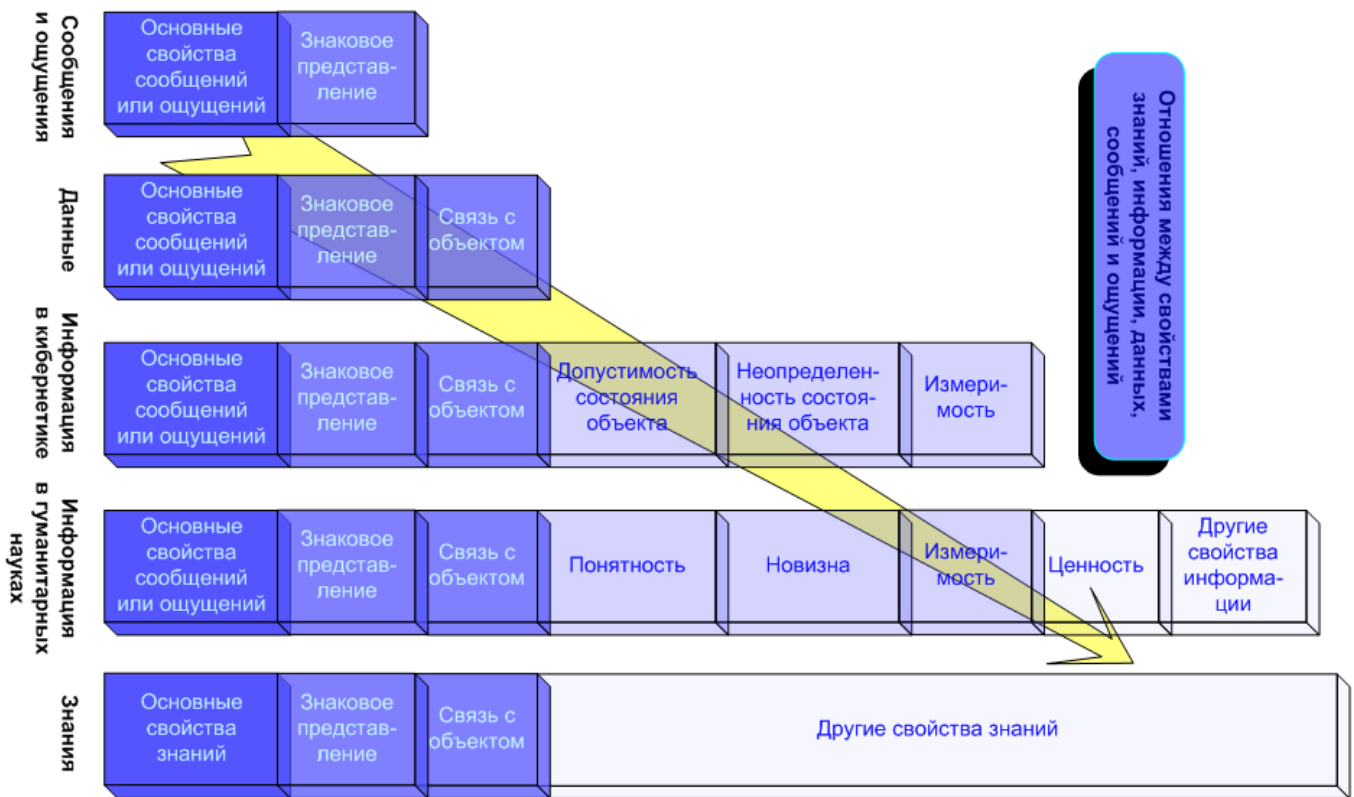 Сообщения
и ощущения
Основные
свойства
сообщений
или ощущений
Знаковое
представ-
ление
Отношения между свойствами
знаний, информации, данных,
сообщений и ощущений
Данные
Основные
свойства
сообщений
или ощущений
Знаковое
представ-
ление
Связь с
объектом
Информация
в кибернетике
Основные
свойства
сообщений
или ощущений
Знаковое
представ-
ление
Связь с
объектом
Допустимость
состояния
объекта
Неопределен-
ность состоя-
ния объекта
Измери-
мость
Информация
в гуманитарных
науках
Основные
свойства
сообщений
или ощущений
Знаковое
представ-
ление
Связь с
объектом
Понятность
Новизна
Измери-
мость
Ценность
Другие
свойства
информа-
ции
Знания
Основные
свойства
знаний
Знаковое
представ-
ление
Связь с
объектом
Другие свойства знаний